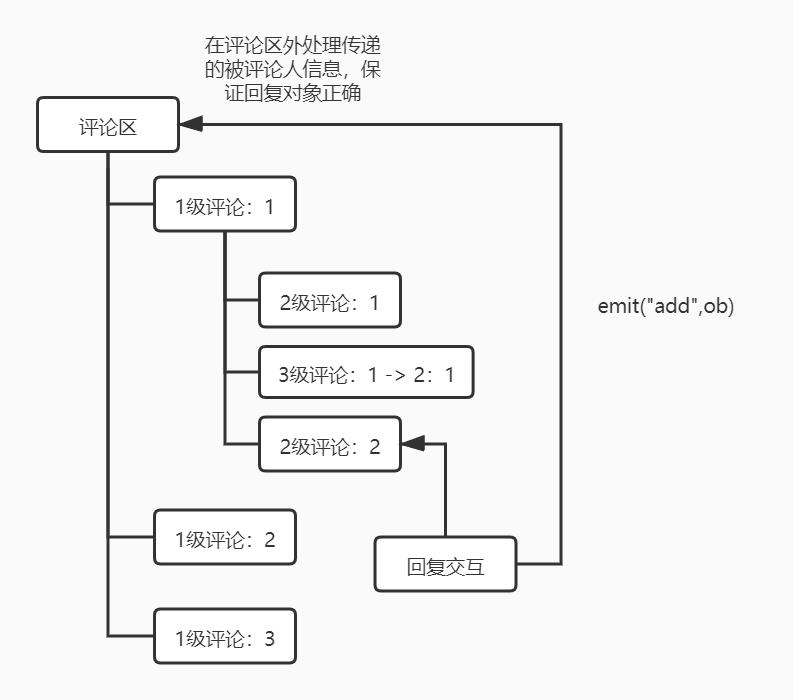 在评论区外处理传递
的被评论人信息，保
证回复对象正确
评论区
1级评论：1
2级评论：1
emit("add",ob)
3级评论：1 -> 2：1
2级评论：2
1级评论：2
回复交互
1级评论：3